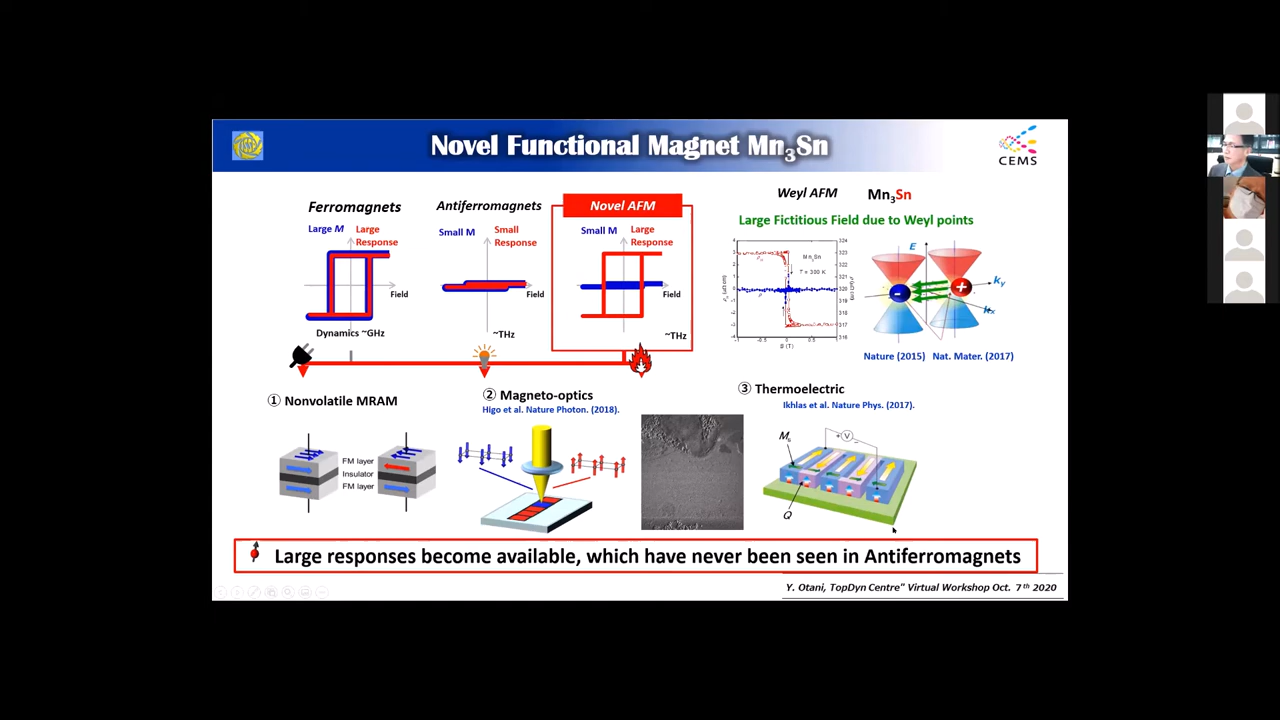 Novel Functional Magnet Mn3Sn
CEMS
Ferromagnets
Large M
Large
Response
Field
Dynamics ~GHz
Antiferromagnets
Small M
Small
Response
Field
~THz
Novel AFM
Small M
Large
Response
Field
~THz
Weyl AFM Mn3Sn
Large Fictitious Field due to Weyl points
Mn3Sn
T = 300 K
B (T)
E
ky
kx
- +
Nature (2015) Nat. Mater. (2017)
① Nonvolatile MRAM
FM layer
Insulator
FM layer
② Magneto-optics
Higo et al. Nature Photon. (2018).
③ Thermoelectric
Ikhlas et al. Nature Phys. (2017).
+ V −
Q
Large responses become available, which have never been seen in Antiferromagnets
Y. Otani, TopDyn Centre" Virtual Workshop Oct. 7th 2020